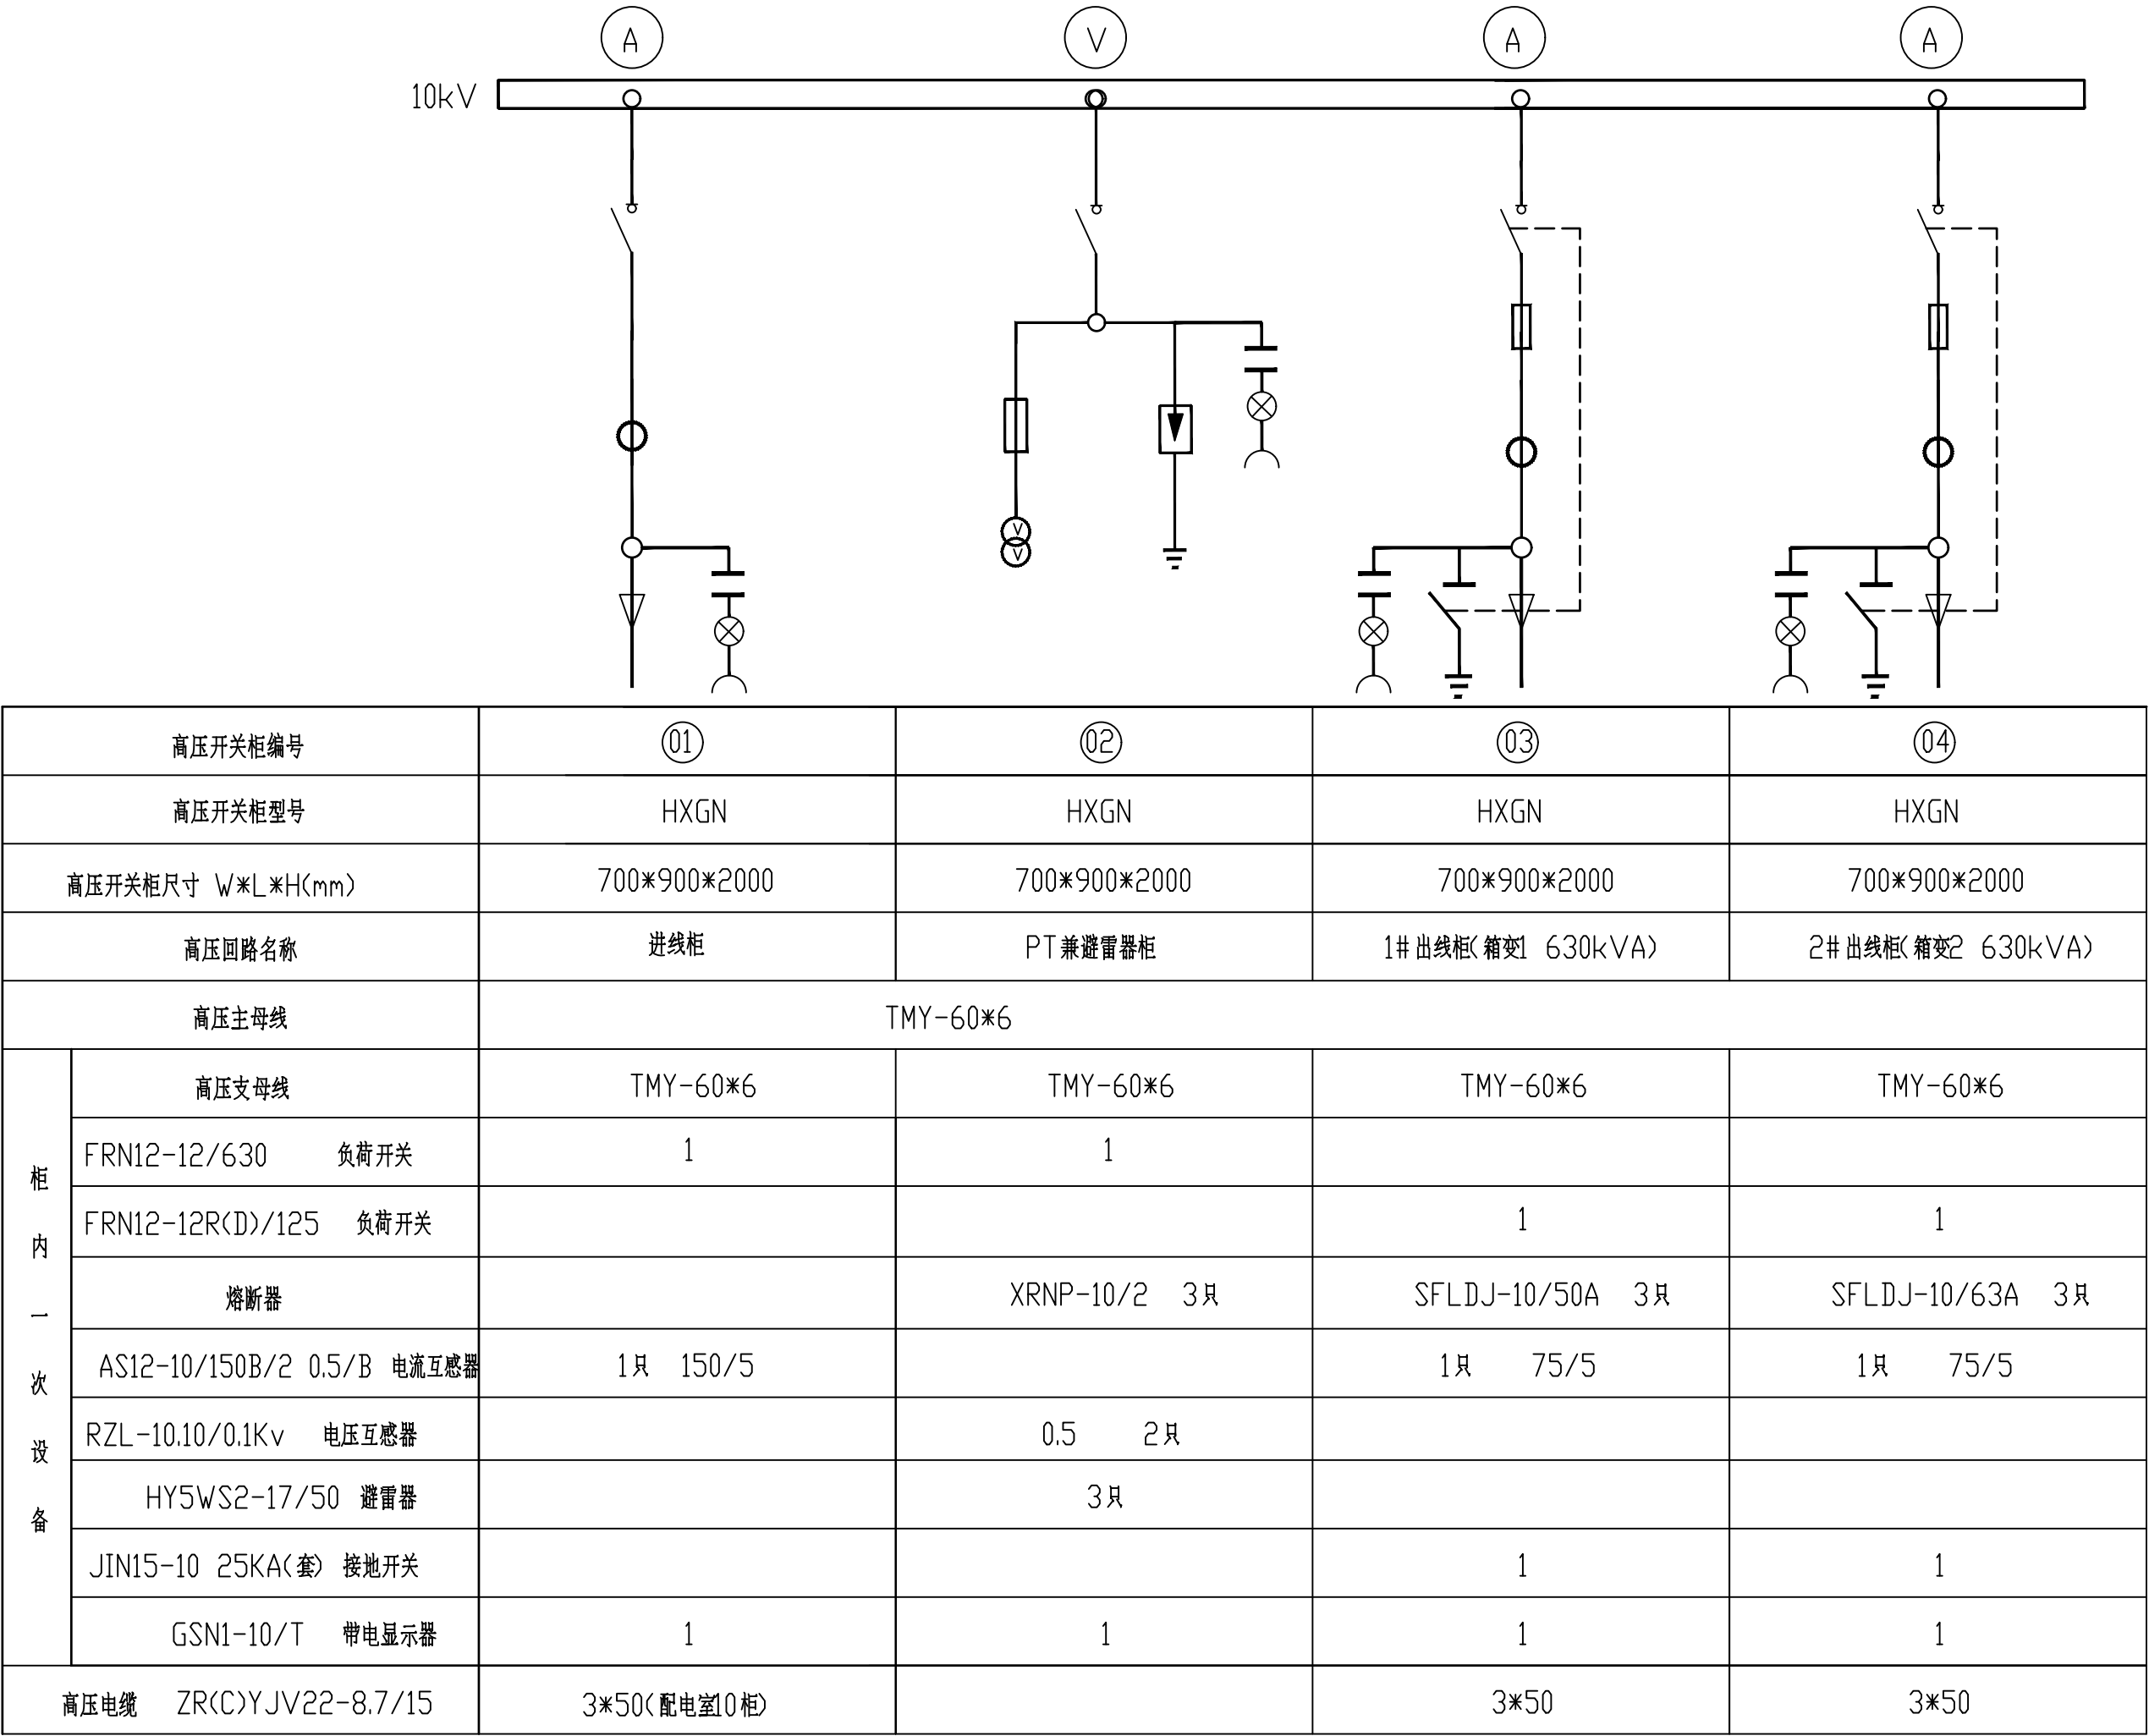 A V A A
10kV
V
V
高压开关柜编号 01 02 03 04
高压开关柜型号 HXGN HXGN HXGN HXGN
高压开关柜尺寸 W*L*H(mm) 700*900*2000 700*900*2000 700*900*2000 700*900*2000
高压回路名称 进线柜 PT兼避雷器柜 1#出线柜(箱变1 630kVA) 2#出线柜(箱变2 630kVA)
高压主母线 TMY-60*6
柜内一次设备
高压支母线 TMY-60*6 TMY-60*6 TMY-60*6 TMY-60*6
FRN12-12/630 负荷开关 1 1
FRN12-12R(D)/125 负荷开关 1 1
熔断器 XRNP-10/2 3只 SFLDJ-10/50A 3只 SFLDJ-10/63A 3只
AS12-10/150B/2 0.5/B 电流互感器 1只 150/5 1只 75/5 1只 75/5
RZL-10.10/0.1Kv 电压互感器 0.5 2只
HY5WS2-17/50 避雷器 3只
JIN15-10 25KA(套) 接地开关 1 1
GSN1-10/T 带电显示器 1 1 1 1
高压电缆 ZR(C)YJV22-8.7/15 3*50(配电室10柜) 3*50 3*50